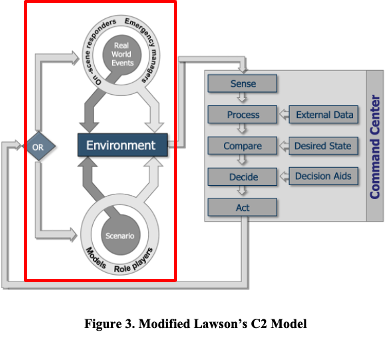 On-scene responders Emergency managers
Real
World
Events
OR
Environment
Scenario
Models Role players
Sense
Process
External Data
Compare
Desired State
Decide
Decision Aids
Act
Command Center
Figure 3. Modified Lawson's C2 Model